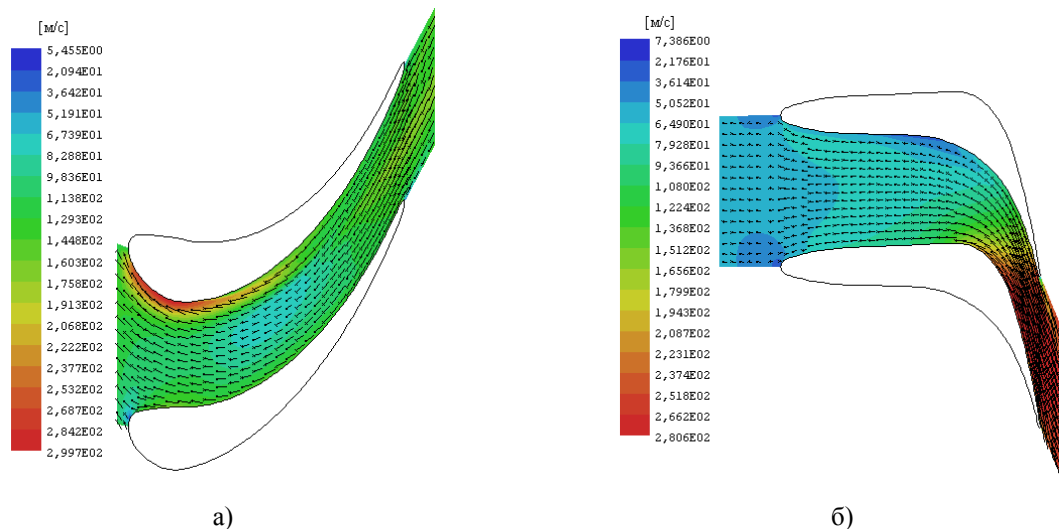 [м/с]
5,455E00
2,094E01
3,642E01
5,191E01
6,739E01
8,288E01
9,836E01
1,138E02
1,293E02
1,448E02
1,603E02
1,758E02
1,913E02
2,068E02
2,222E02
2,377E02
2,532E02
2,687E02
2,842E02
2,997E02
а)
[м/с]
7,386E00
2,176E01
3,614E01
5,052E01
6,490E01
7,928E01
9,366E01
1,080E02
1,224E02
1,368E02
1,512E02
1,656E02
1,799E02
1,943E02
2,087E02
2,231E02
2,374E02
2,518E02
2,662E02
2,806E02
б)